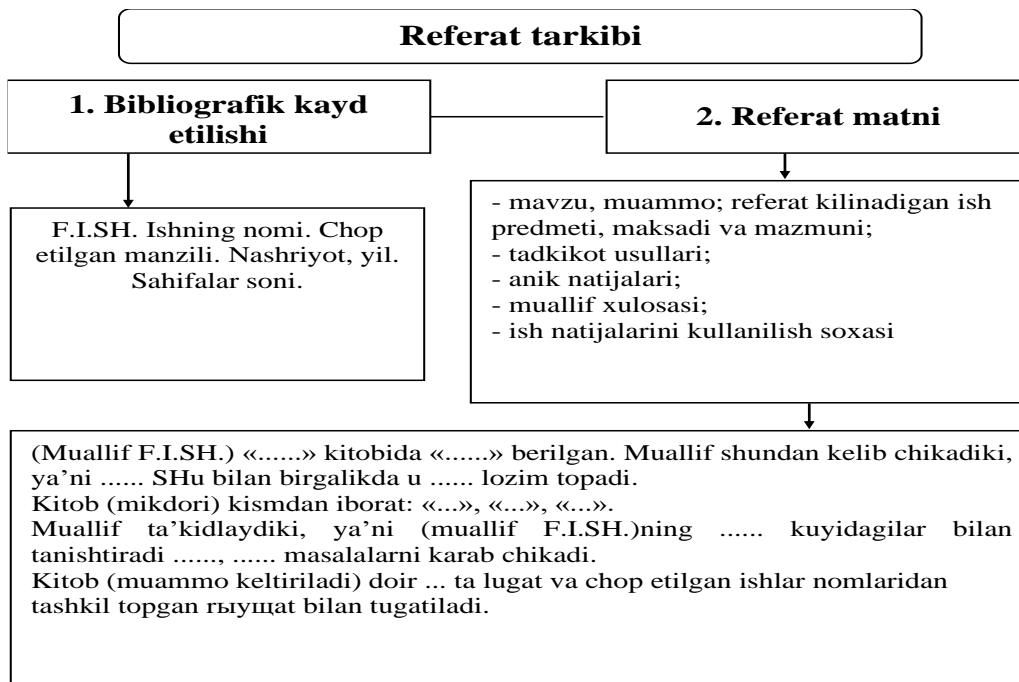 Referat tarkibi
1. Bibliografik kayd
etilishi
2. Referat matni
F.I.SH. Ishning nomi. Chop
etilgan manzili. Nashriyot, yil.
Sahifalar soni.
- mavzu, muammo; referat kilinadigan ish
predmeti, maksadi va mazmuni;
- tadkikot usullari;
- anik natijalari;
- muallif xulosasi;
- ish natijalarini kullanilish soxasi
(Muallif F.I.SH.) «......» kitobida «......» berilgan. Muallif shundan kelib chikadiki,
ya’ni ...... SHu bilan birgalikda u ...... lozim topadi.
Kitob (mikdori) kismdan iborat: «...», «...», «...».
Muallif ta’kidlaydiki, ya’ni (muallif F.I.SH.)ning ...... kuyidagilar bilan
tanishtiradi ......, ...... masalalarni karab chikadi.
Kitob (muammo keltiriladi) doir ... ta lugat va chop etilgan ishlar nomlaridan
tashkil topgan rыyщat bilan tugatiladi.